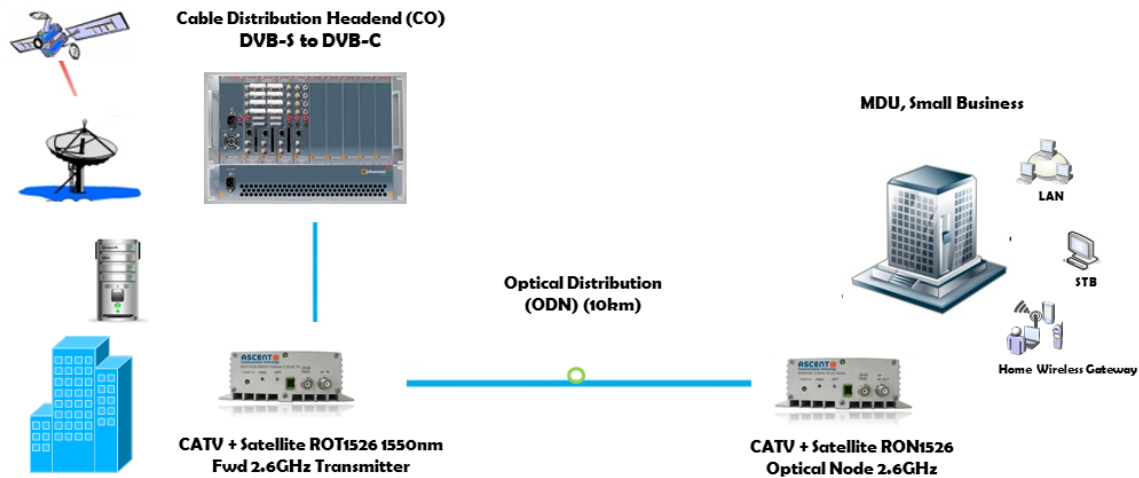 Cable Distribution Headend (CO)
DVB-S to DVB-C
MDU, Small Business
LAN
STB
Optical Distribution
(ODN) (10km)
Home Wireless Gateway
ASCENT
ASCENT
CATV + Satellite ROT1526 1550nm
Fwd 2.6GHz Transmitter
CATV + Satellite RON1526
Optical Node 2.6GHz